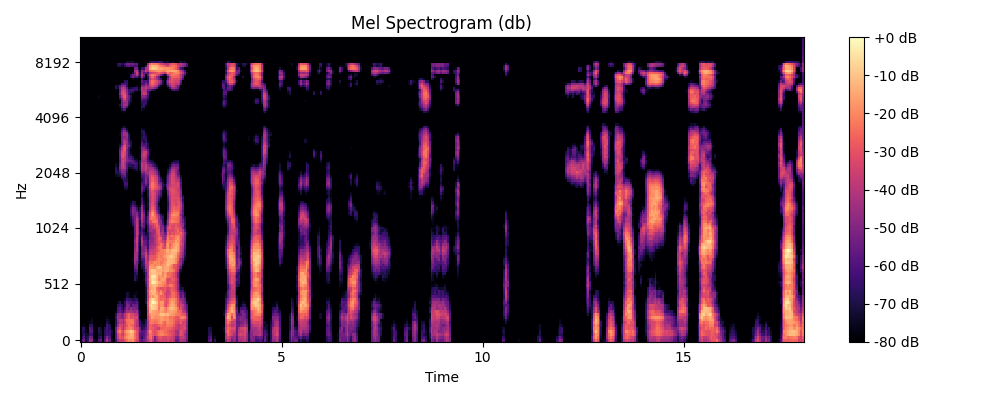 Mel Spectrogram (db)
8192
4096
2048
1024
512
0
Hz
0
5
10
15
Time
+0 dB
-10 dB
-20 dB
-30 dB
-40 dB
-50 dB
-60 dB
-70 dB
-80 dB